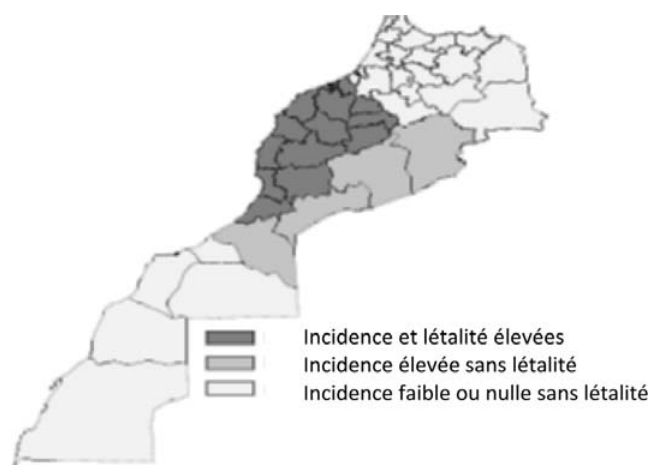 Incidence et létalité élevées
Incidence élevée sans létalité
Incidence faible ou nulle sans létalité